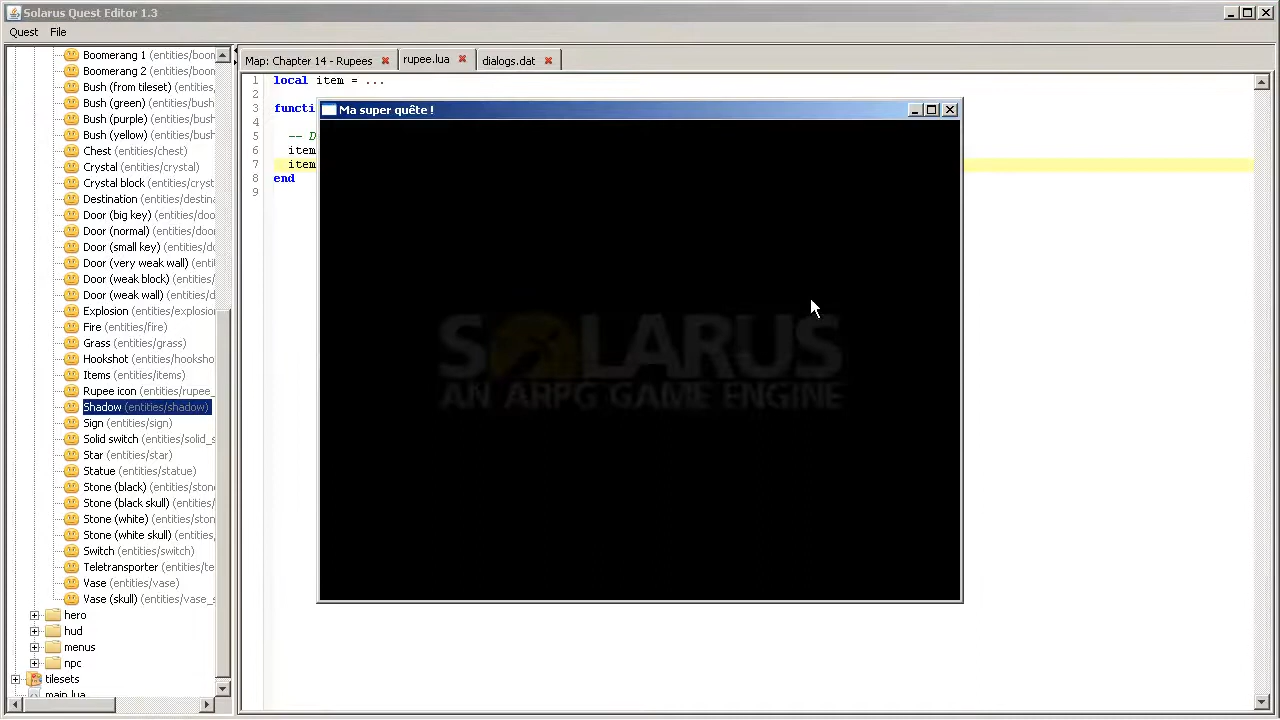 Solarus Quest Editor 1.3
Quest File
Boomerang 1 (entities/boom
Boomerang 2 (entities/boom
Bush (from tileset) (entities/
Bush (green) (entities/bush
Bush (purple) (entities/bush
Bush (yellow) (entities/bush
Chest (entities/chest)
Crystal (entities/crystal)
Crystal block (entities/cryst
Destination (entities/destina
Door (big key) (entities/doo
Door (normal) (entities/doo
Door (small key) (entities/d
Door (very weak wall) (enti
Door (weak block) (entities
Door (weak wall) (entities/d
Explosion (entities/explosion
Fire (entities/fire)
Grass (entities/grass)
Hookshot (entities/hooksho
Items (entities/items)
Rupee icon (entities/rupee_
Shadow (entities/shadow)
Sign (entities/sign)
Solid switch (entities/solid_s
Star (entities/star)
Statue (entities/statue)
Stone (black) (entities/ston
Stone (black skull) (entities
Stone (white) (entities/ston
Stone (white skull) (entities
Switch (entities/switch)
Teletransporter (entities/te
Vase (entities/vase)
Vase (skull) (entities/vase_s
hero
hud
menus
npc
tilesets
main.lua
Map: Chapter 14 - Rupees rupee.lua dialogs.dat
1 local item = ...
2
3 functi
4
5 -- D
6 item
7 item
8 end
9
Ma super quête !
SOLARUS
AN ARPG GAME ENGINE